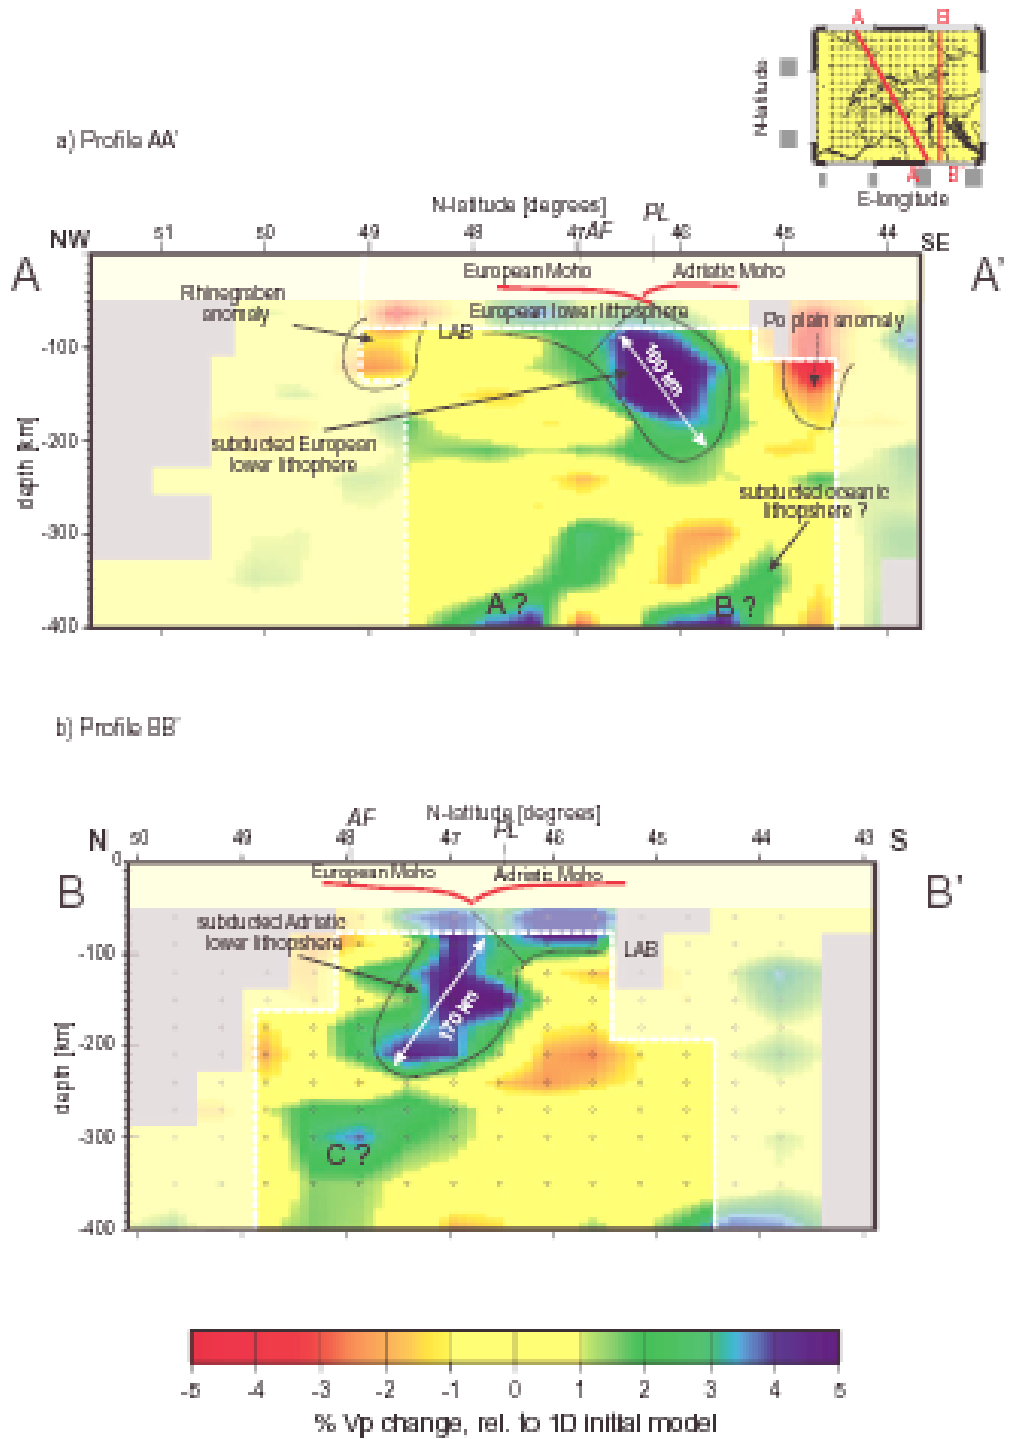 A B
N-latitude
A B
E-longitude
a) Profile AA'
N-latitude [degrees]
NW 51 50 49 48 47 AF PL 46 45 44 SE
A A'
European Moho Adriatic Moho
Rhinegraben
anomaly
European lower lithpsphere
LAB
Po plain anomaly
-100
180 km
-200
subducted European
lower lithophere
depth [km]
subducted oceanic
lithopshere ?
-300
A ? B ?
-400
b) Profile BB'
N-latitude [degrees]
N 50 49 AF 48 47 PL 46 45 44 43 S
0
European Moho Adriatic Moho
B B'
subducted Adriatic
lower lithopshere
LAB
-100
170 km
-200
depth [km]
-300
C ?
-400
-5 -4 -3 -2 -1 0 1 2 3 4 5
% Vp change, rel. to 1D initial model